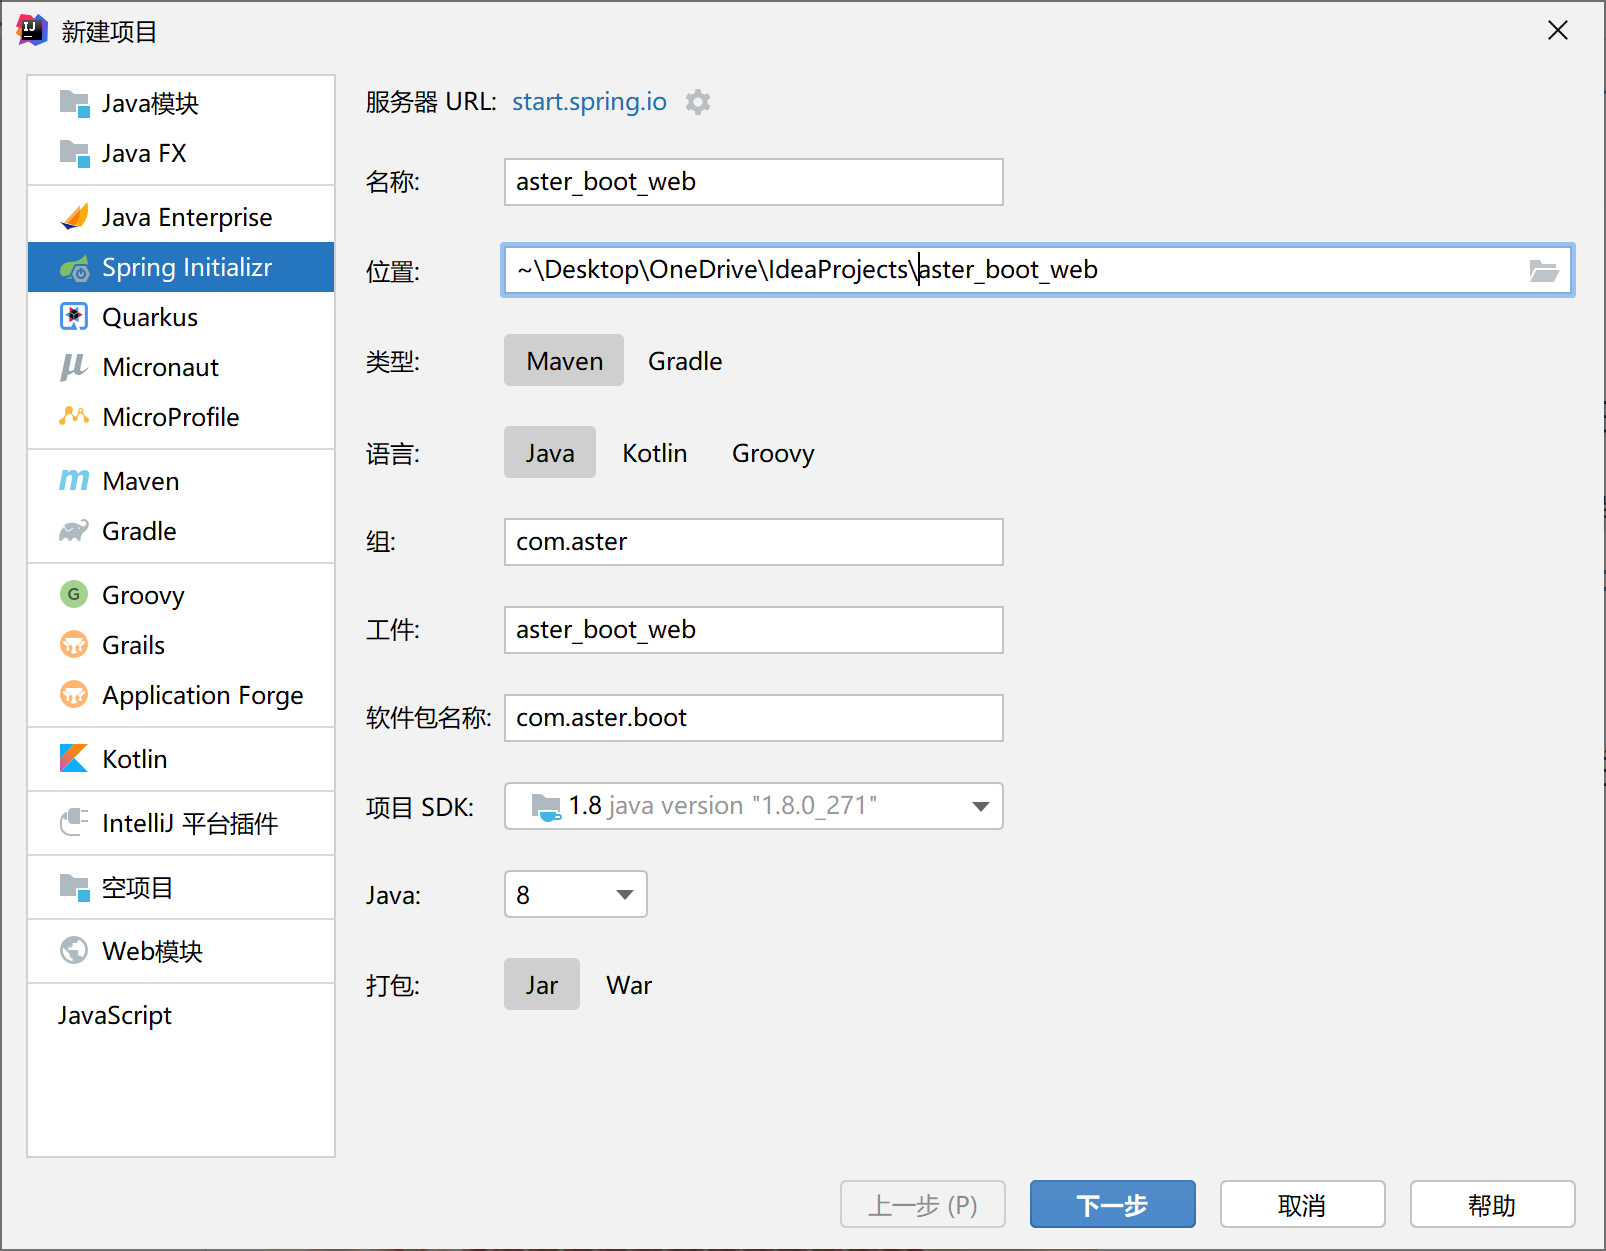 新建项目
Java模块
Java FX
Java Enterprise
Spring Initializr
Quarkus
Micronaut
MicroProfile
Maven
Gradle
Groovy
Grails
Application Forge
Kotlin
IntelliJ 平台插件
空项目
Web模块
JavaScript
服务器 URL: start.spring.io
名称: aster_boot_web
位置: ~\Desktop\OneDrive\IdeaProjects\aster_boot_web
类型: Maven Gradle
语言: Java Kotlin Groovy
组: com.aster
工件: aster_boot_web
软件包名称: com.aster.boot
项目 SDK: 1.8 java version "1.8.0_271"
Java: 8
打包: Jar War
上一步 (P) 下一步 取消 帮助